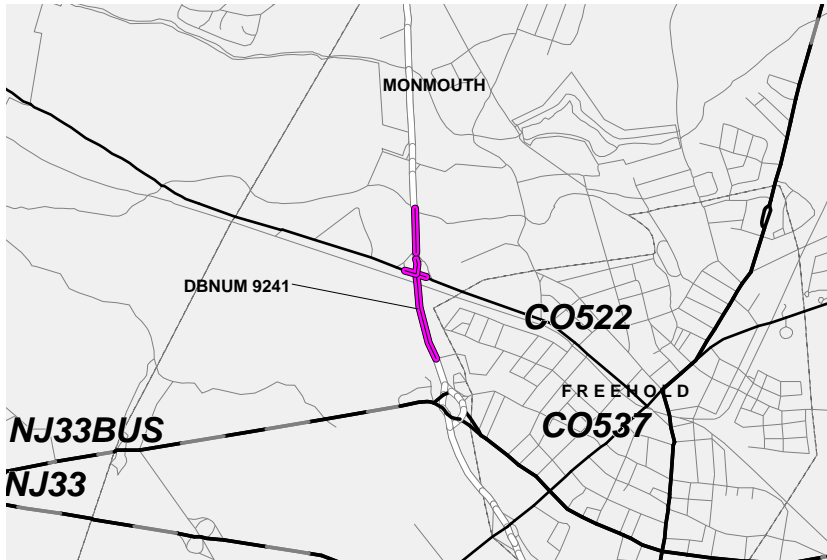 MONMOUTH
DBNUM 9241
CO522
FREEHOLD
CO537
NJ33BUS
NJ33